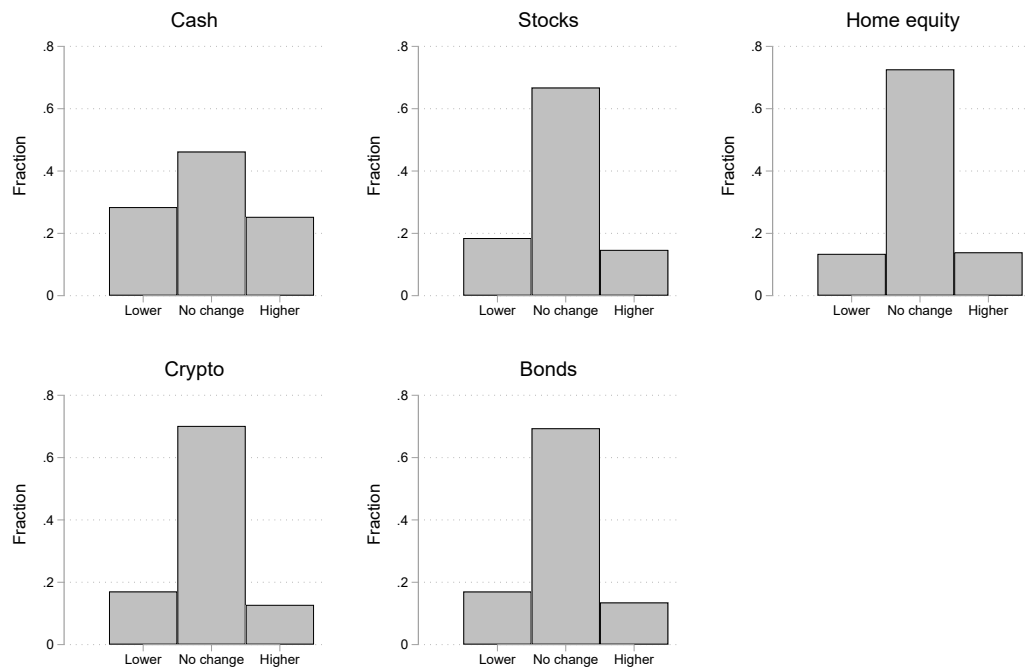 Cash
Fraction
.8
.6
.4
.2
0
Lower No change Higher
Stocks
Fraction
.8
.6
.4
.2
0
Lower No change Higher
Home equity
Fraction
.8
.6
.4
.2
0
Lower No change Higher
Crypto
Fraction
.8
.6
.4
.2
0
Lower No change Higher
Bonds
Fraction
.8
.6
.4
.2
0
Lower No change Higher